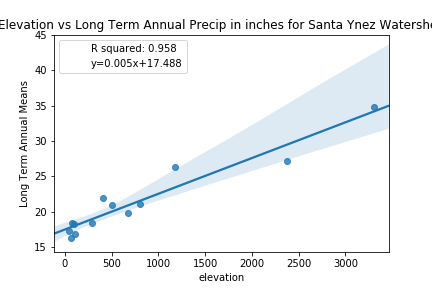 Elevation vs Long Term Annual Precip in inches for Santa Ynez Watershe
R squared: 0.958
y=0.005x+17.488
Long Term Annual Means
45
40
35
30
25
20
15
0 500 1000 1500 2000 2500 3000
elevation